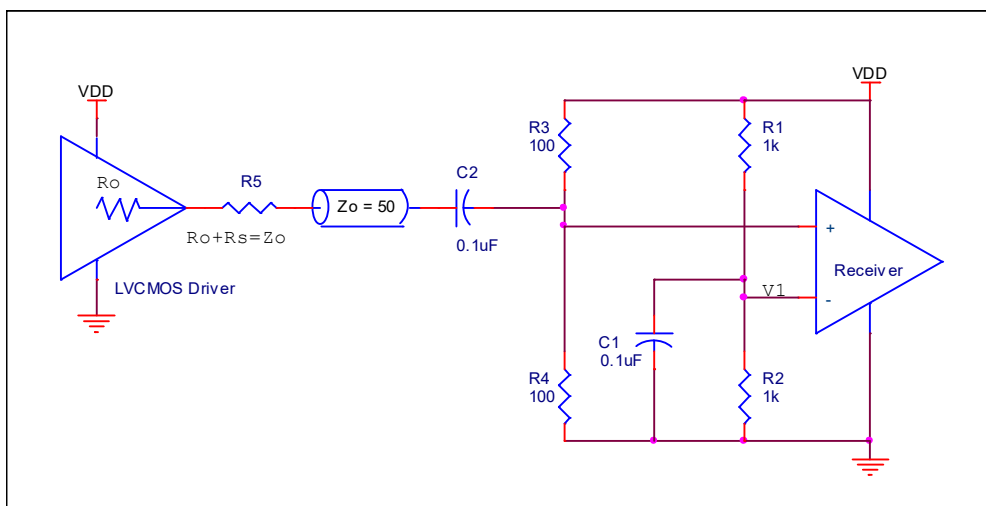 VDD
Ro
R5
Ro+Rs=Zo
LVCMOS Driver
Zo = 50
C2
0.1uF
VDD
R3
100
R1
1k
+
Receiver
V1
-
C1
0.1uF
R4
100
R2
1k